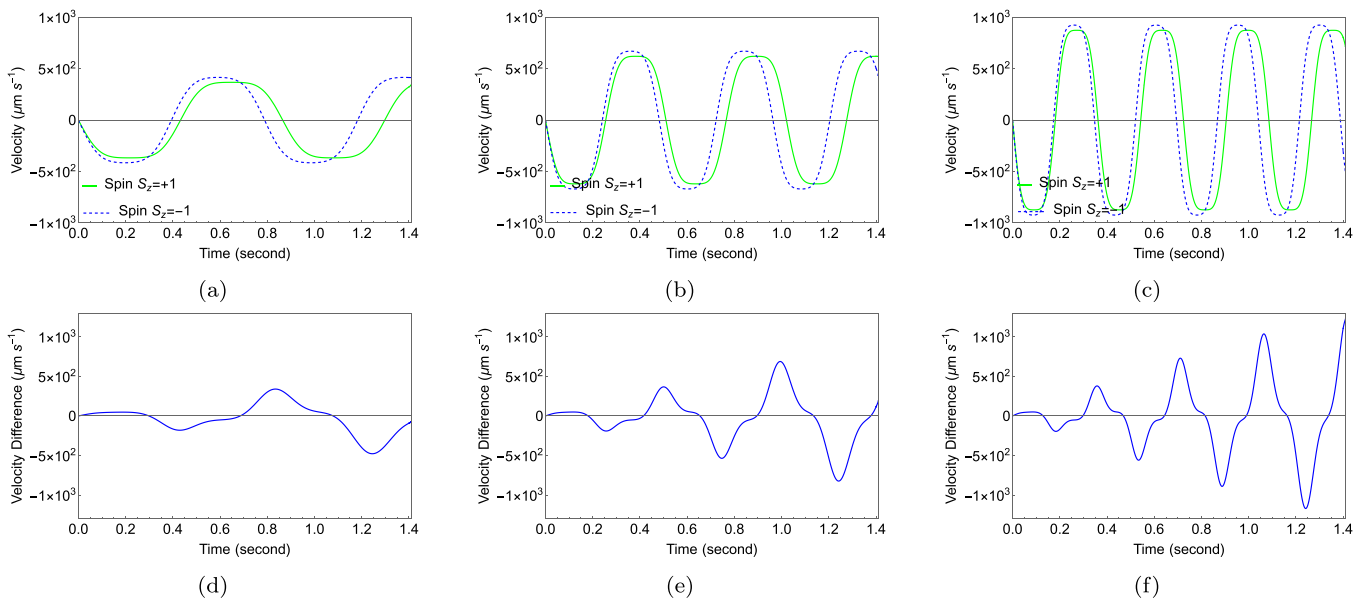 1×10³
5×10²
0
−5×10²
−1×10³
Velocity (μm s⁻¹)
Spin S_z=+1
Spin S_z=−1
0.0 0.2 0.4 0.6 0.8 1.0 1.2 1.4
Time (second)
(a)
1×10³
5×10²
0
−5×10²
−1×10³
Velocity (μm s⁻¹)
Spin S_z=+1
Spin S_z=−1
0.0 0.2 0.4 0.6 0.8 1.0 1.2 1.4
Time (second)
(b)
1×10³
5×10²
0
−5×10²
−1×10³
Velocity (μm s⁻¹)
Spin S_z=+1
Spin S_z=−1
0.0 0.2 0.4 0.6 0.8 1.0 1.2 1.4
Time (second)
(c)
1×10³
5×10²
0
−5×10²
−1×10³
Velocity Difference (μm s⁻¹)
0.0 0.2 0.4 0.6 0.8 1.0 1.2 1.4
Time (second)
(d)
1×10³
5×10²
0
−5×10²
−1×10³
Velocity Difference (μm s⁻¹)
0.0 0.2 0.4 0.6 0.8 1.0 1.2 1.4
Time (second)
(e)
1×10³
5×10²
0
−5×10²
−1×10³
Velocity Difference (μm s⁻¹)
0.0 0.2 0.4 0.6 0.8 1.0 1.2 1.4
Time (second)
(f)